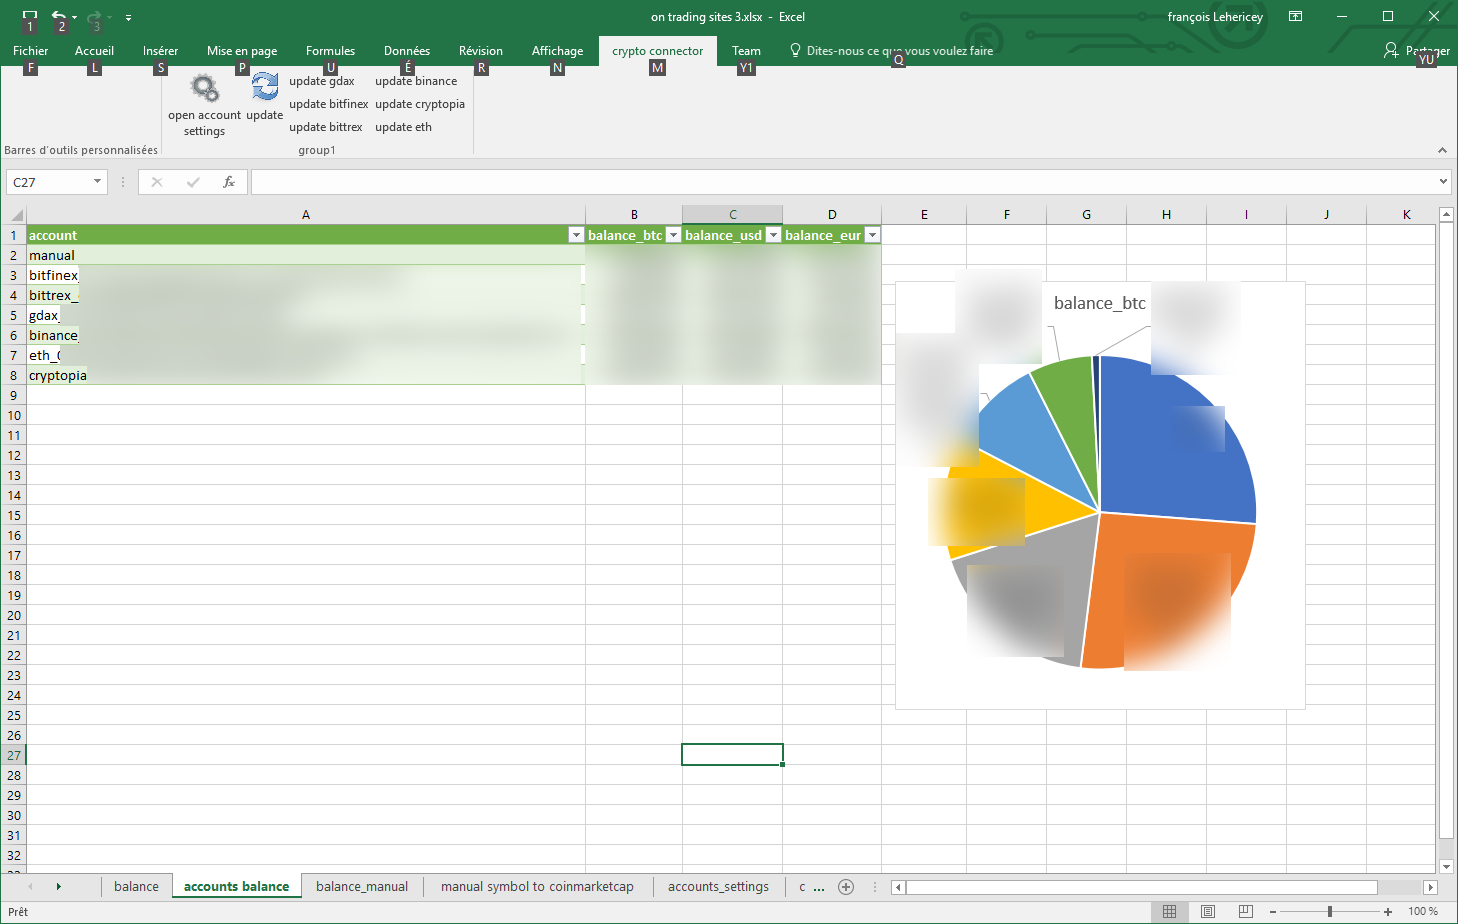 on trading sites 3.xlsx - Excel
françois Lehericey
1 2 3
Fichier Accueil Insérer Mise en page Formules Données Révision Affichage crypto connector Team Dites-nous ce que vous voulez faire Partager
F L S P U É R N M Y1 Q YU
open account settings
update
update gdax update binance
update bitfinex update cryptopia
update bittrex update eth
Barres d'outils personnalisées group1
C27 fx
A B C D E F G H I J K
1 account balance_btc balance_usd balance_eur
2 manual
3 bitfinex_
4 bittrex_
5 gdax_
6 binance_
7 eth_0
8 cryptopia
9
10
11
12
13
14
15
16
17
18
19
20
21
22
23
24
25
26
27
28
29
30
31
32
balance_btc
balance accounts balance balance_manual manual symbol to coinmarketcap accounts_settings c ...
Prêt 100 %